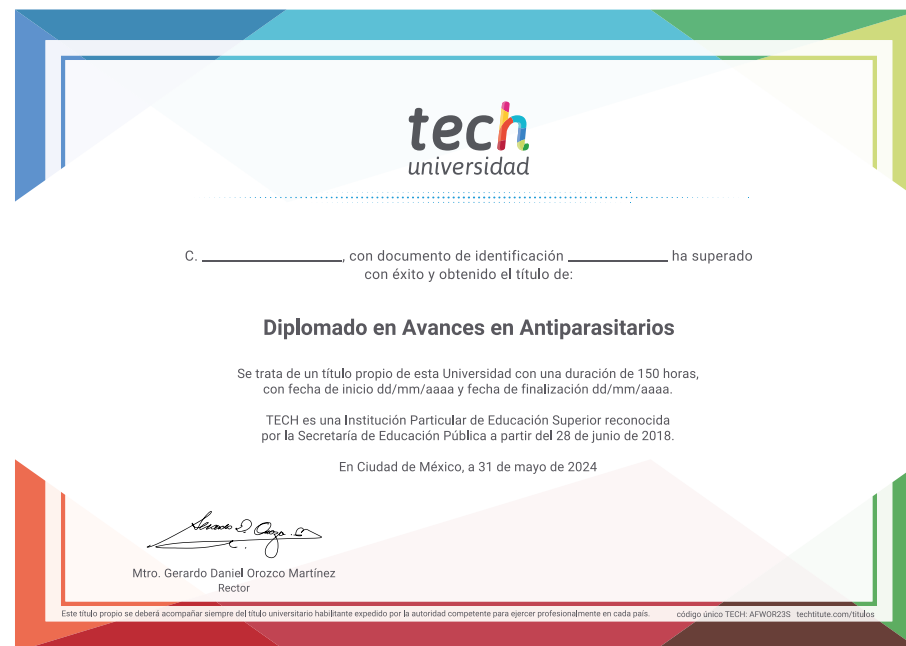 tech
universidad
C. ____________________, con documento de identificación ______________ ha superado
con éxito y obtenido el título de:
Diplomado en Avances en Antiparasitarios
Se trata de un título propio de esta Universidad con una duración de 150 horas,
con fecha de inicio dd/mm/aaaa y fecha de finalización dd/mm/aaaa.
TECH es una Institución Particular de Educación Superior reconocida
por la Secretaría de Educación Pública a partir del 28 de junio de 2018.
En Ciudad de México, a 31 de mayo de 2024
Mtro. Gerardo Daniel Orozco Martínez
Rector
Este título propio se deberá acompañar siempre del título universitario habilitante expedido por la autoridad competente para ejercer profesionalmente en cada país. código único TECH: AFWOR23S techtitute.com/titulos